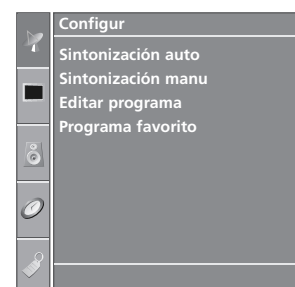 Configur
Sintonización auto
Sintonización manu
Editar programa
Programa favorito